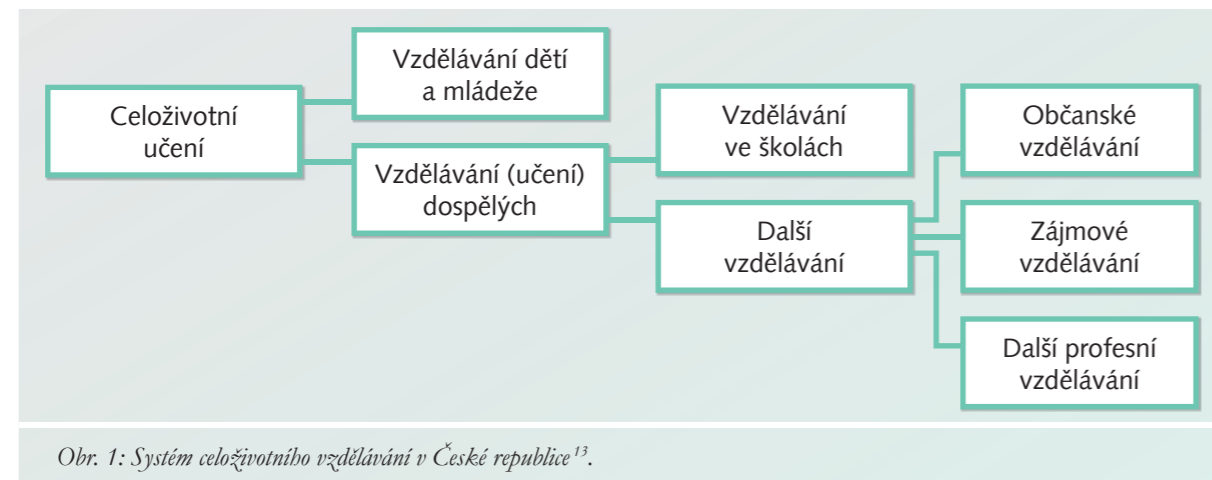 Celoživotní
učení
Vzdělávání dětí
a mládeže
Vzdělávání (učení)
dospělých
Vzdělávání
ve školách
Další
vzdělávání
Občanské
vzdělávání
Zájmové
vzdělávání
Další profesní
vzdělávání
Obr. 1: Systém celoživotního vzdělávání v České republice¹³.